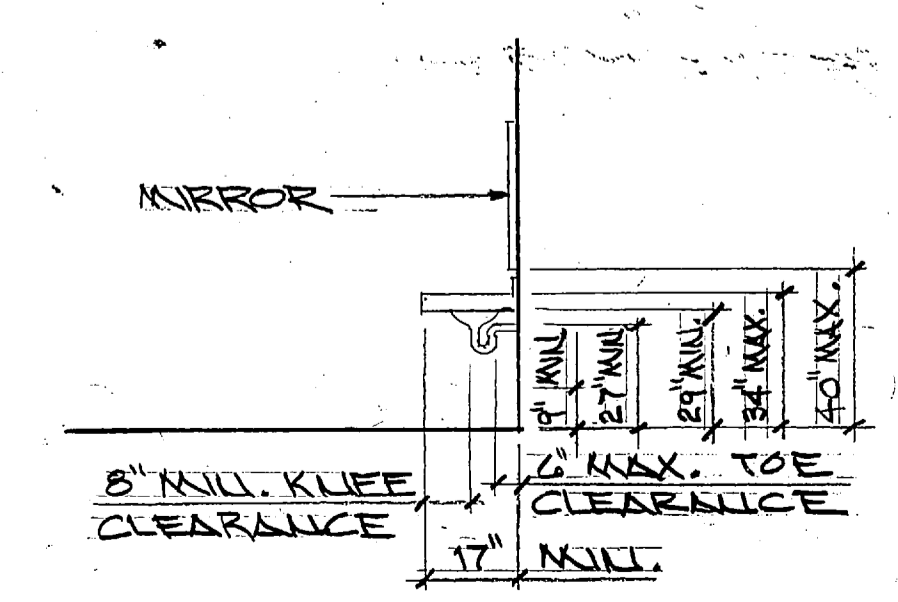 MIRROR
9" MIN.
27" MIN.
29" MIN.
34" MAX.
40" MAX.
8" MIN. KNEE
CLEARANCE
6" MAX. TOE
CLEARANCE
17" MIN.